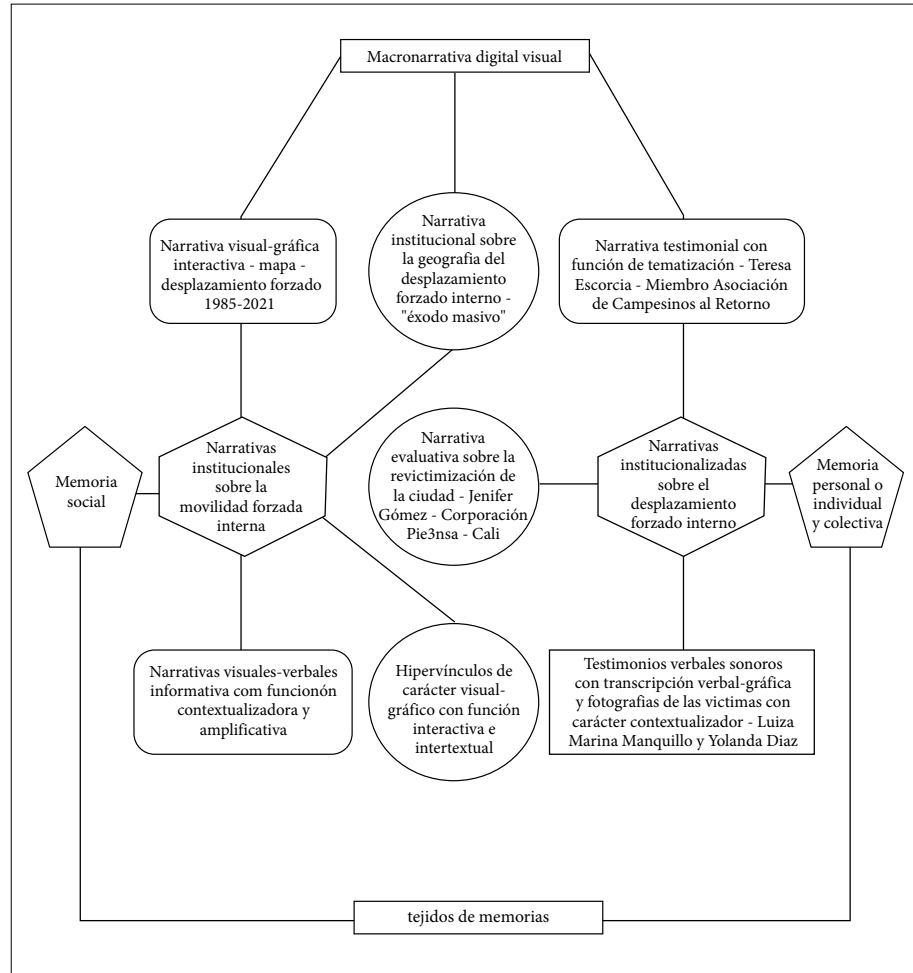 Macronarrativa digital visual
Narrativa visual-gráfica
interactiva - mapa -
desplazamiento forzado
1985-2021
Narrativa
institucional sobre
la geografia del
desplazamiento
forzado interno -
"éxodo masivo"
Narrativa testimonial con
función de tematización - Teresa
Escorcia - Miembro Asociación
de Campesinos al Retorno
Memoria
social
Narrativas
institucionales
sobre la
movilidad forzada
interna
Narrativa
evaluativa sobre la
revictimización de
la ciudad - Jenifer
Gómez - Corporación
Pie3nsa - Cali
Narrativas
institucionalizadas
sobre el
desplazamiento
forzado interno
Memoria
personal o
individual
y colectiva
Narrativas visuales-verbales
informativa com funcionón
contextualizadora y
amplificativa
Hipervínculos de
carácter visual-
gráfico con función
interactiva e
intertextual
Testimonios verbales sonoros
con transcripción verbal-gráfica
y fotografias de las victimas con
carácter contextualizador - Luiza
Marina Manquillo y Yolanda Diaz
tejidos de memorias